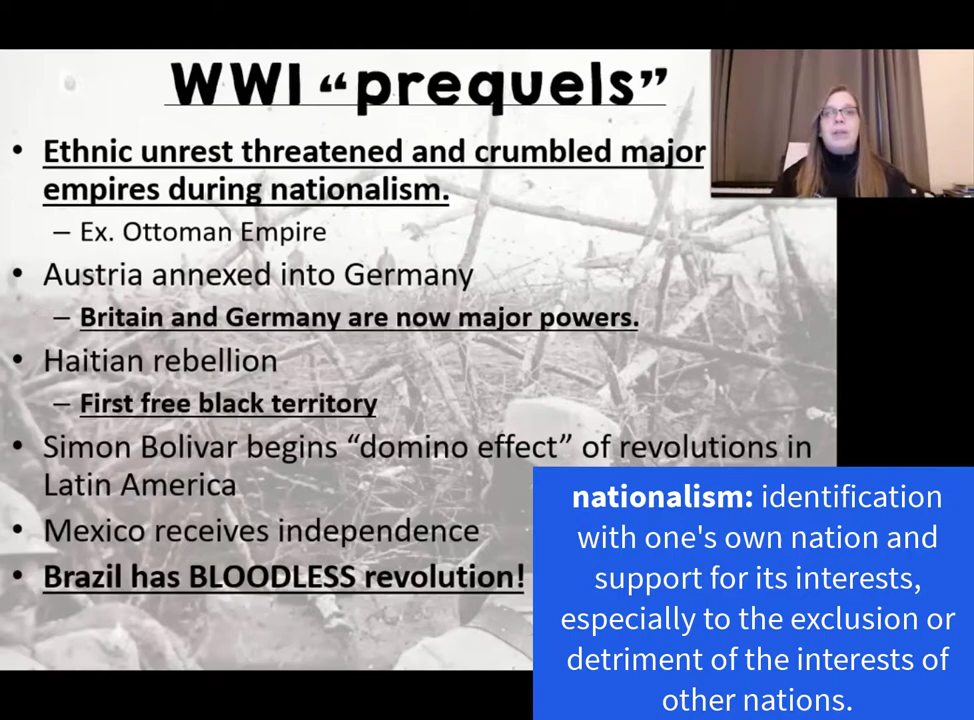 WWI “prequels”
• Ethnic unrest threatened and crumbled major
empires during nationalism.
– Ex. Ottoman Empire
• Austria annexed into Germany
– Britain and Germany are now major powers.
• Haitian rebellion
– First free black territory
• Simon Bolivar begins “domino effect” of revolutions in
Latin America
• Mexico receives independence
• Brazil has BLOODLESS revolution!
nationalism: identification
with one's own nation and
support for its interests,
especially to the exclusion or
detriment of the interests of
other nations.